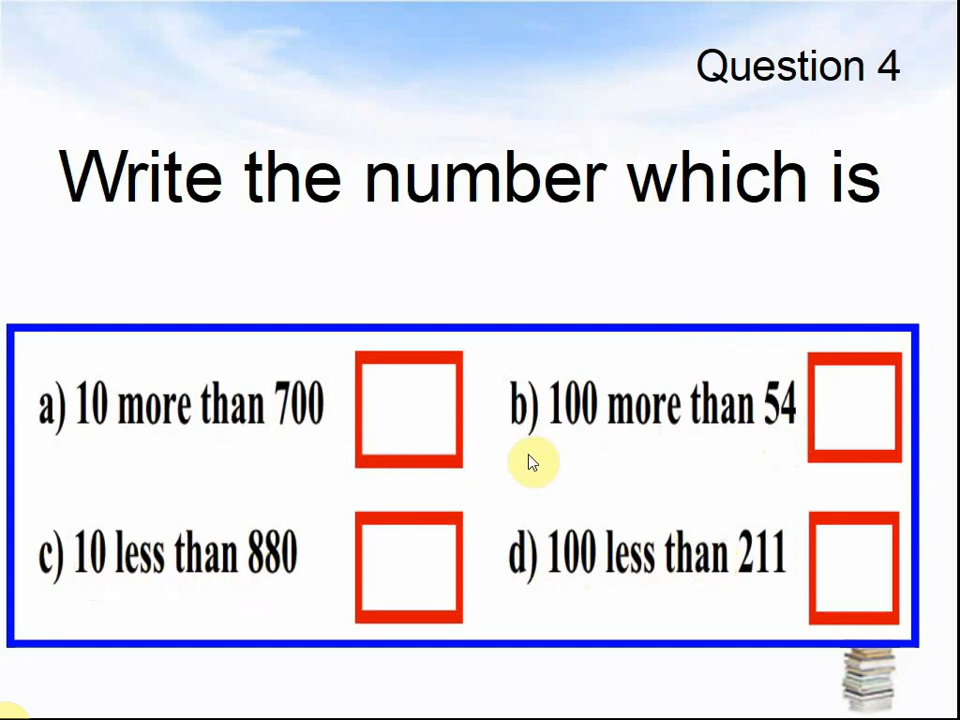 Question 4
Write the number which is
a) 10 more than 700
b) 100 more than 54
c) 10 less than 880
d) 100 less than 211